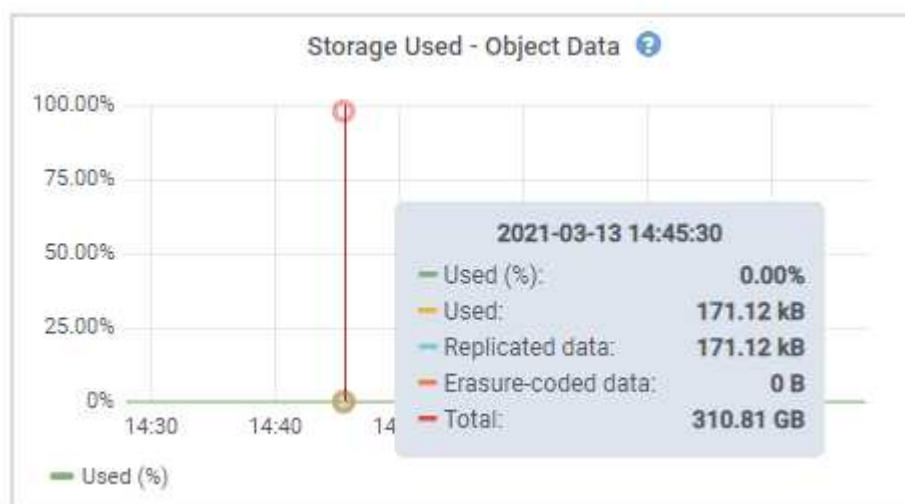 Storage Used - Object Data ?
100.00%
75.00%
50.00%
25.00%
0%
14:30 14:40
2021-03-13 14:45:30
Used (%): 0.00%
Used: 171.12 kB
Replicated data: 171.12 kB
Erasure-coded data: 0 B
Total: 310.81 GB
Used (%)